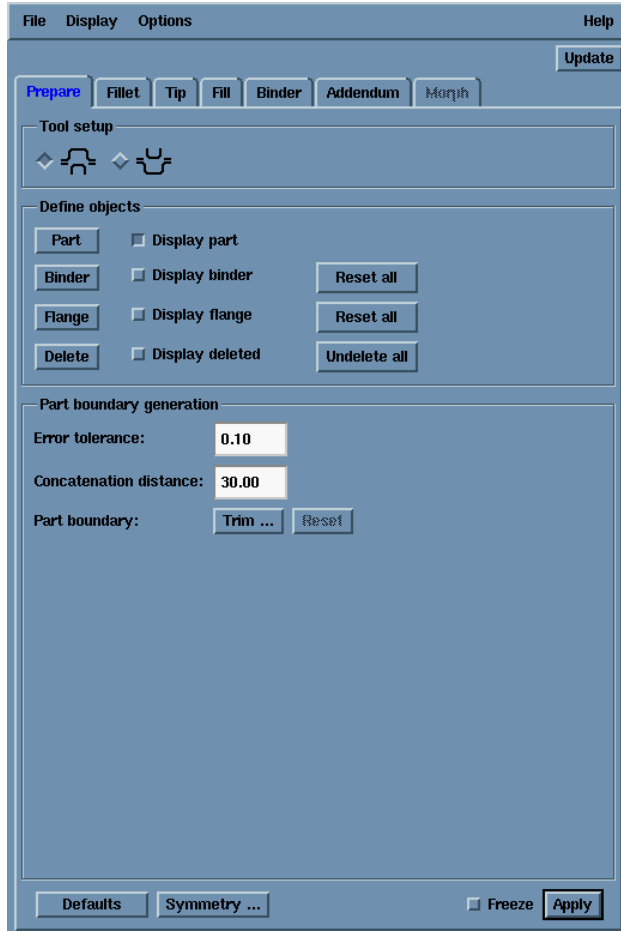 File Display Options Help
Update
Prepare Fillet Tip Fill Binder Addendum Morph
Tool setup
Define objects
Part Display part
Binder Display binder Reset all
Flange Display flange Reset all
Delete Display deleted Undelete all
Part boundary generation
Error tolerance: 0.10
Concatenation distance: 30.00
Part boundary: Trim ... Reset
Defaults Symmetry ... Freeze Apply